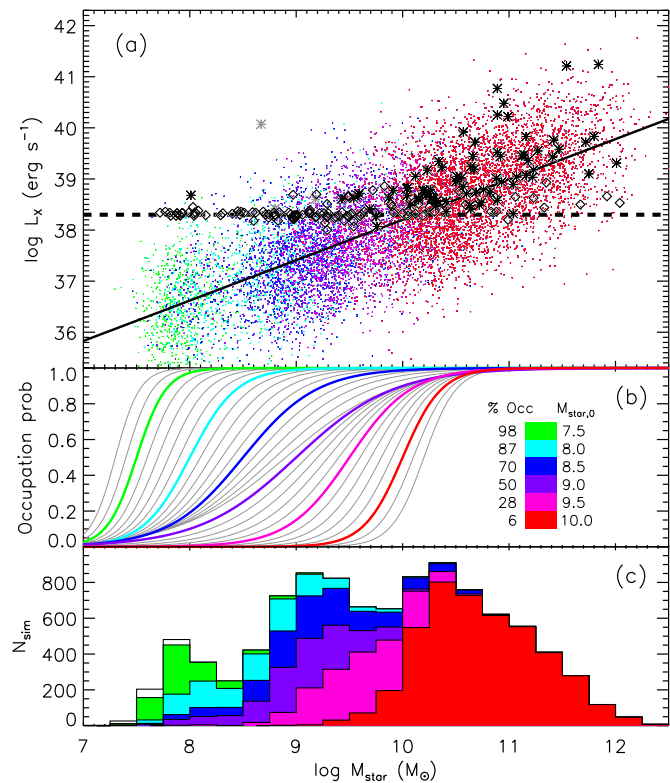 (a)
42
41
40
39
38
37
36
log L_X (erg s⁻¹)
(b)
1.0
0.8
0.6
0.4
0.2
0.0
Occupation prob
% Occ M_star,0
98 7.5
87 8.0
70 8.5
50 9.0
28 9.5
6 10.0
(c)
800
600
400
200
0
N_sim
7 8 9 10 11 12
log M_star (M_⊙)